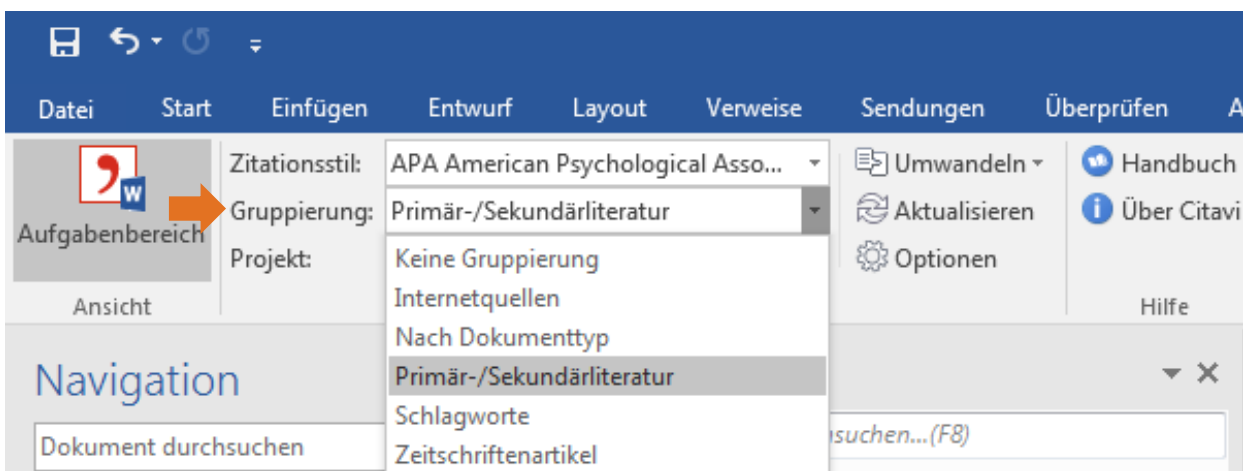 Datei Start Einfügen Entwurf Layout Verweise Sendungen Überprüfen A
Zitationsstil: APA American Psychological Asso... Umwandeln Handbuch
Gruppierung: Primär-/Sekundärliteratur Aktualisieren Über Citavi
Aufgabenbereich
Projekt: Keine Gruppierung Optionen
Internetquellen
Ansicht Hilfe
Nach Dokumenttyp
Navigation Primär-/Sekundärliteratur
Schlagworte
Dokument durchsuchen suchen...(F8)
Zeitschriftenartikel